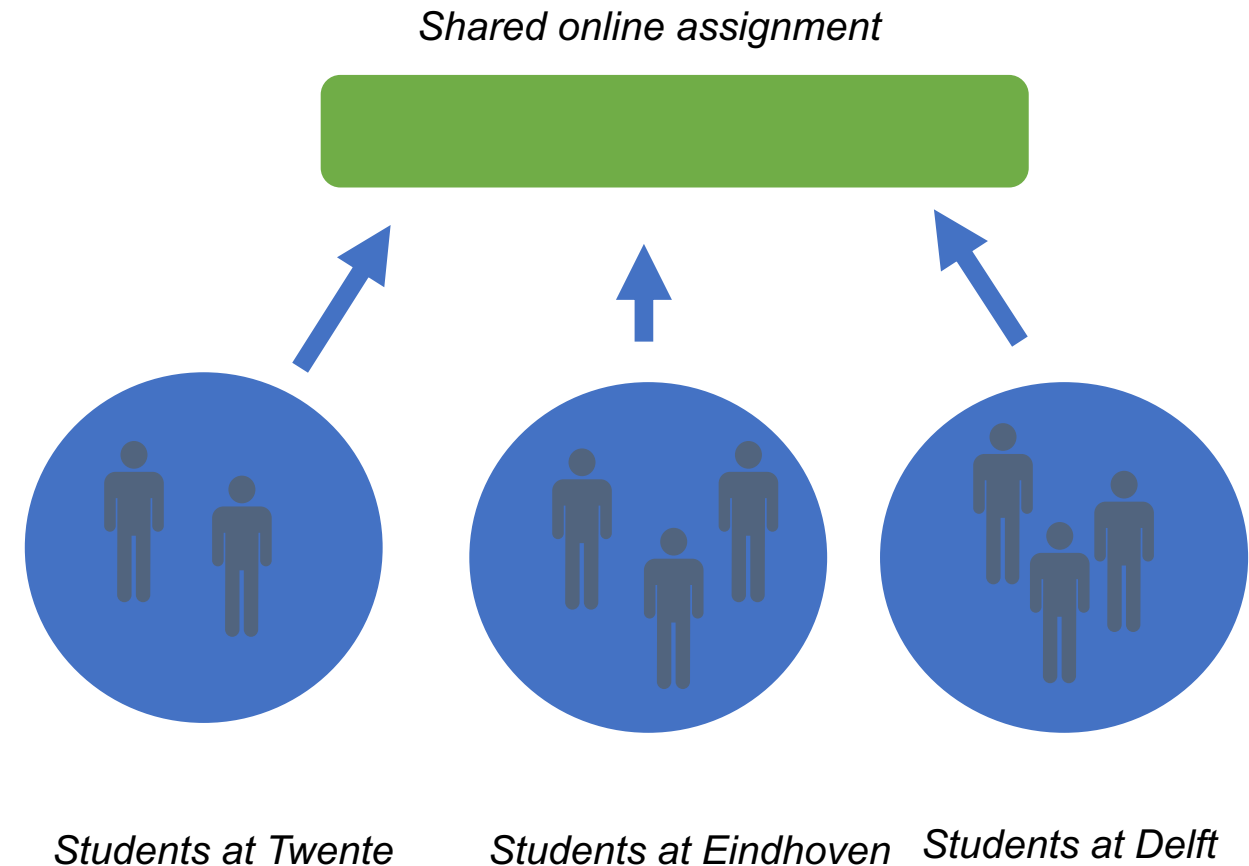 Shared online assignment
Students at Twente
Students at Eindhoven
Students at Delft